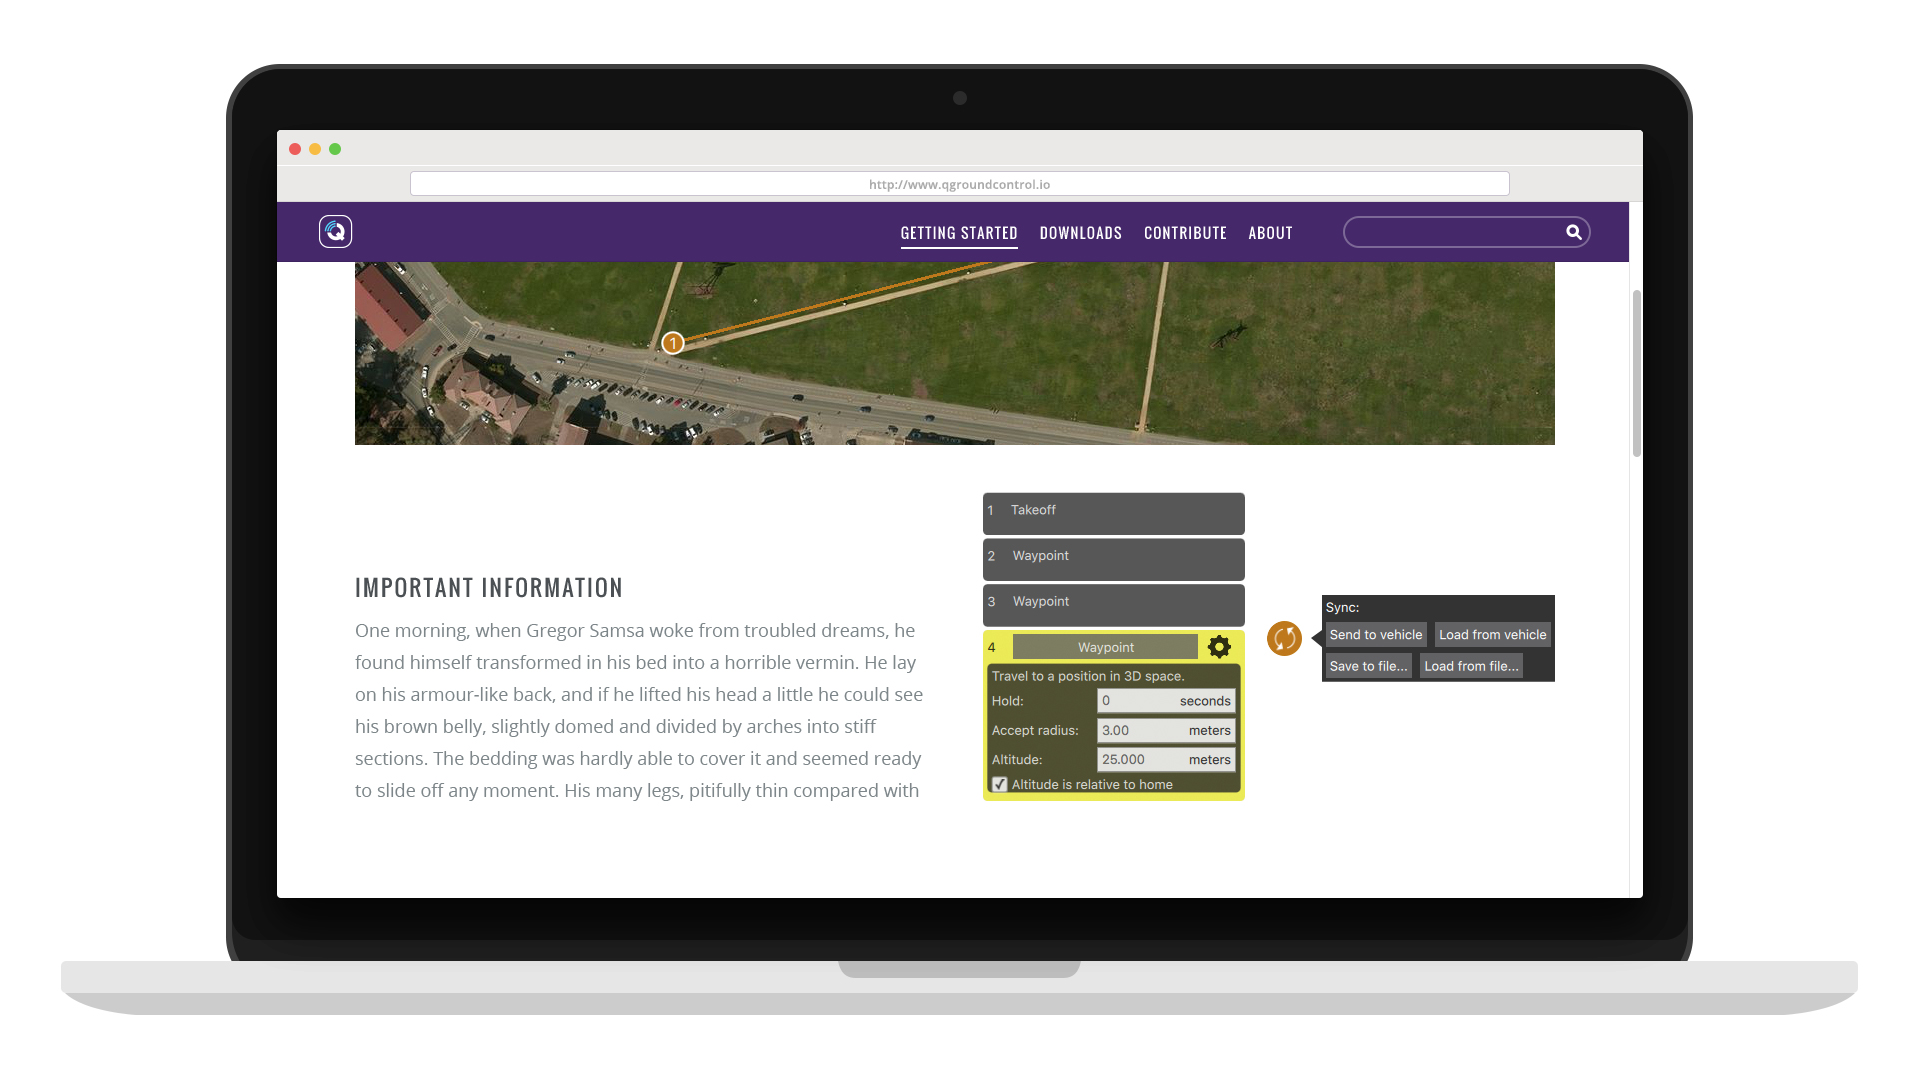 http://www.qgroundcontrol.io
GETTING STARTED DOWNLOADS CONTRIBUTE ABOUT
1
IMPORTANT INFORMATION
One morning, when Gregor Samsa woke from troubled dreams, he
found himself transformed in his bed into a horrible vermin. He lay
on his armour-like back, and if he lifted his head a little he could see
his brown belly, slightly domed and divided by arches into stiff
sections. The bedding was hardly able to cover it and seemed ready
to slide off any moment. His many legs, pitifully thin compared with
1 Takeoff
2 Waypoint
3 Waypoint
4 Waypoint
Travel to a position in 3D space.
Hold: 0 seconds
Accept radius: 3.00 meters
Altitude: 25.000 meters
Altitude is relative to home
Sync:
Send to vehicle Load from vehicle
Save to file... Load from file...